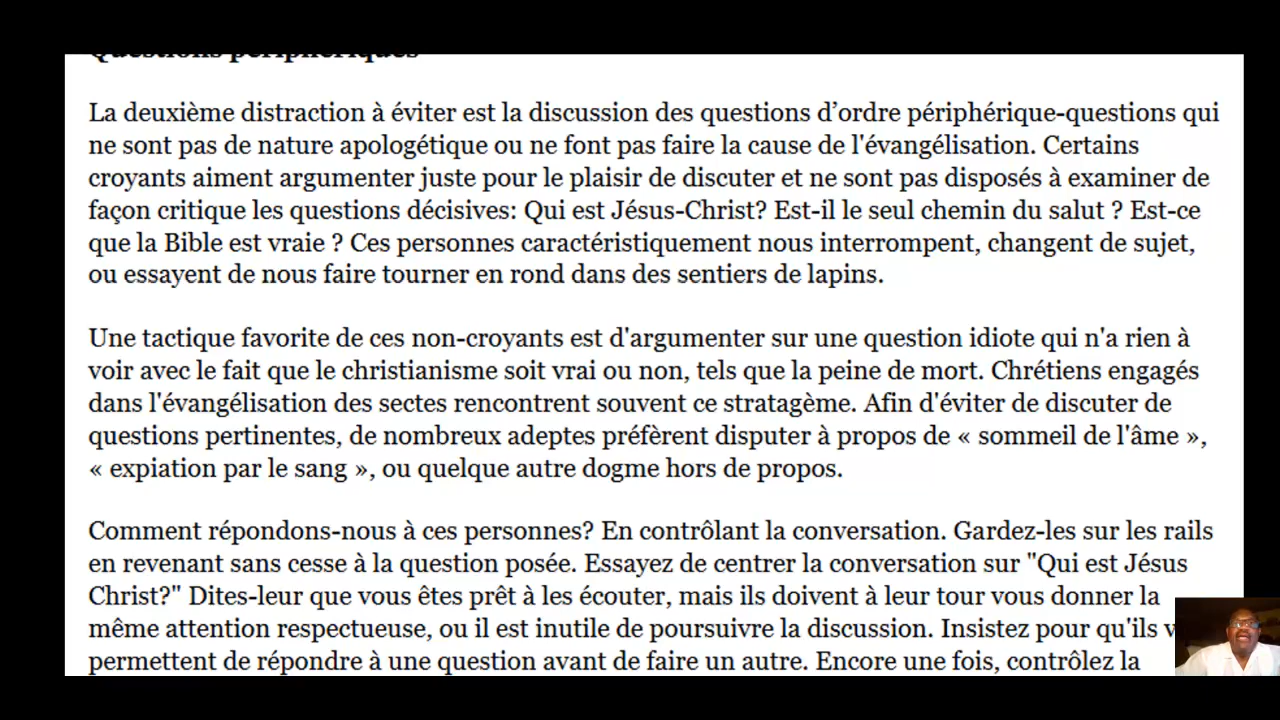 Questions périphériques
La deuxième distraction à éviter est la discussion des questions d’ordre périphérique-questions qui
ne sont pas de nature apologétique ou ne font pas faire la cause de l'évangélisation. Certains
croyants aiment argumenter juste pour le plaisir de discuter et ne sont pas disposés à examiner de
façon critique les questions décisives: Qui est Jésus-Christ? Est-il le seul chemin du salut ? Est-ce
que la Bible est vraie ? Ces personnes caractéristiquement nous interrompent, changent de sujet,
ou essayent de nous faire tourner en rond dans des sentiers de lapins.
Une tactique favorite de ces non-croyants est d'argumenter sur une question idiote qui n'a rien à
voir avec le fait que le christianisme soit vrai ou non, tels que la peine de mort. Chrétiens engagés
dans l'évangélisation des sectes rencontrent souvent ce stratagème. Afin d'éviter de discuter de
questions pertinentes, de nombreux adeptes préfèrent disputer à propos de « sommeil de l'âme »,
« expiation par le sang », ou quelque autre dogme hors de propos.
Comment répondons-nous à ces personnes? En contrôlant la conversation. Gardez-les sur les rails
en revenant sans cesse à la question posée. Essayez de centrer la conversation sur "Qui est Jésus
Christ?" Dites-leur que vous êtes prêt à les écouter, mais ils doivent à leur tour vous donner la
même attention respectueuse, ou il est inutile de poursuivre la discussion. Insistez pour qu'ils
permettent de répondre à une question avant de faire un autre. Encore une fois, contrôlez la